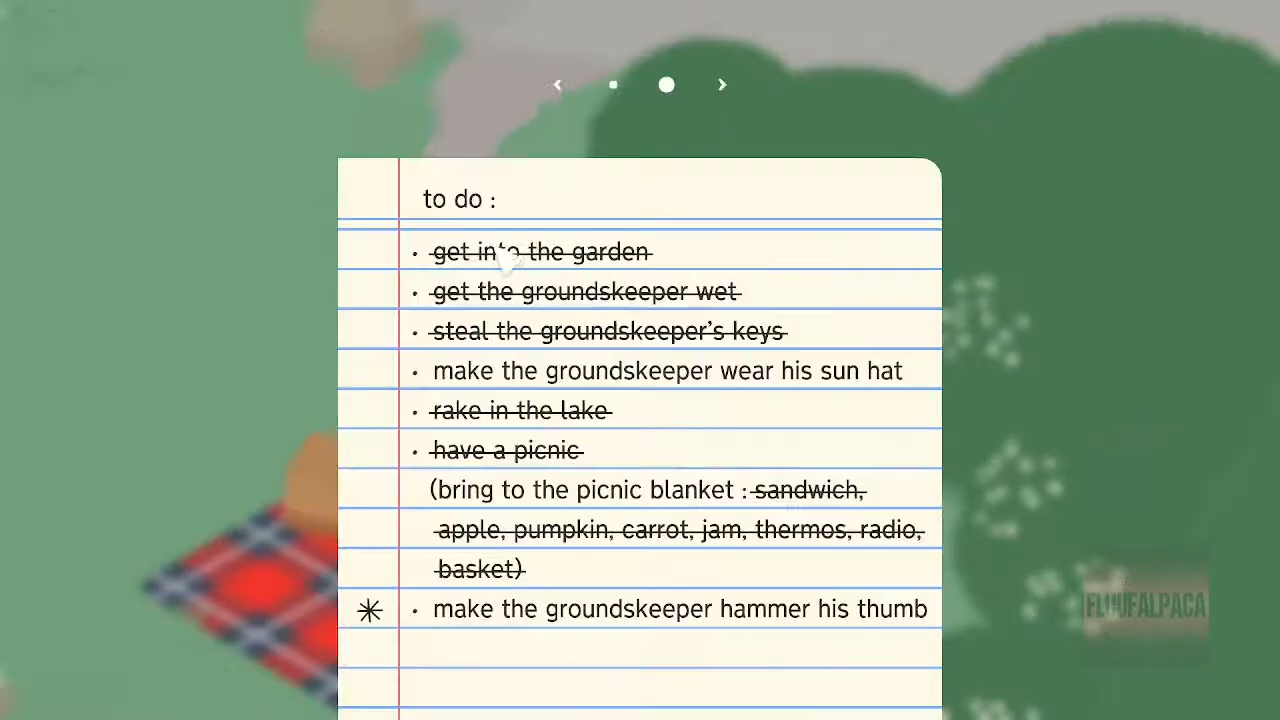 to do :
· get into the garden
· get the groundskeeper wet
· steal the groundskeeper's keys
· make the groundskeeper wear his sun hat
· rake in the lake
· have a picnic
(bring to the picnic blanket : sandwich,
apple, pumpkin, carrot, jam, thermos, radio,
basket)
· make the groundskeeper hammer his thumb
FLUUFALPACA